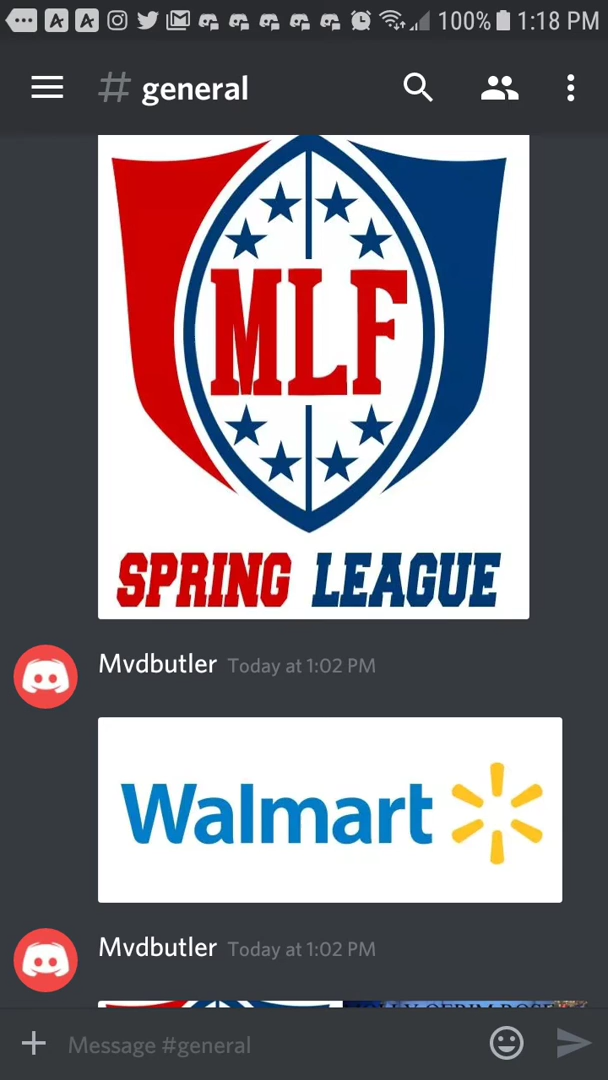 100% 1:18 PM
# general
MLF
SPRING LEAGUE
Mvdbutler Today at 1:02 PM
Walmart
Mvdbutler Today at 1:02 PM
Message #general